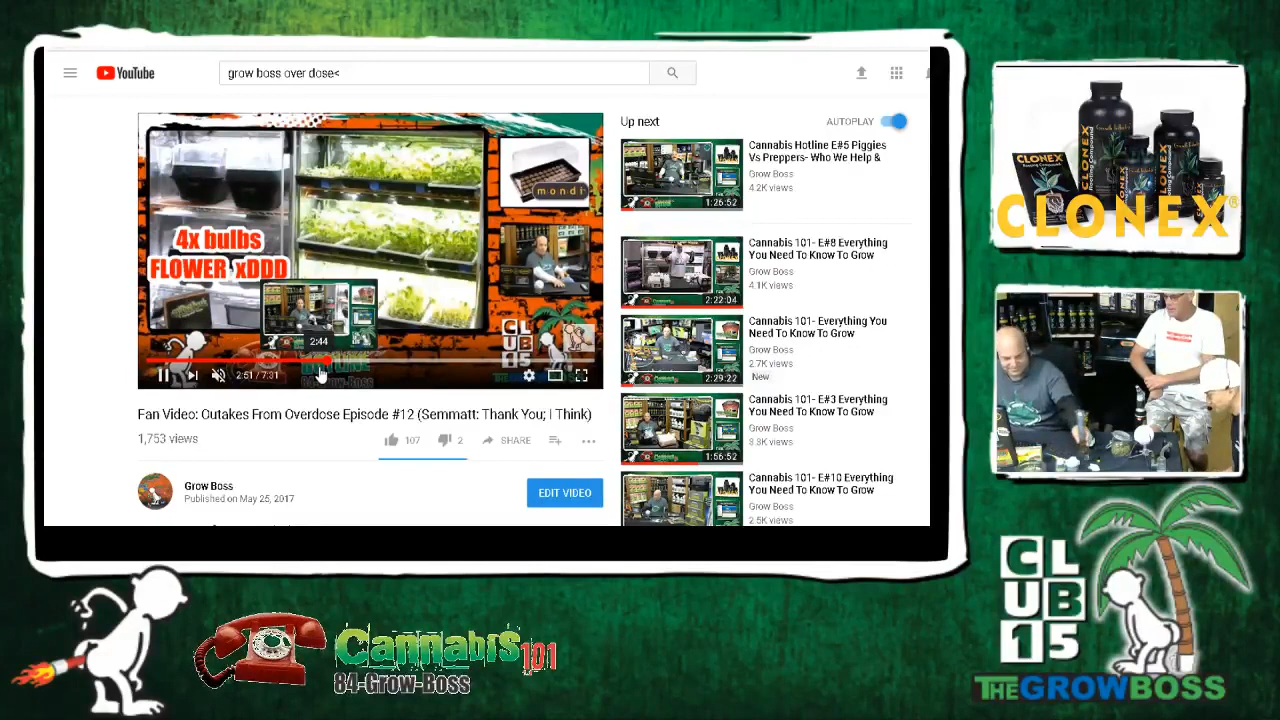 YouTube
grow boss over dose<
Up next
AUTOPLAY
mondi
4x bulbs
FLOWER xDDD
2:44
CLUB 15
2:51 / 7:31
Fan Video: Outakes From Overdose Episode #12 (Semmatt: Thank You; I Think)
1,753 views
107
2
SHARE
Grow Boss
Published on May 25, 2017
EDIT VIDEO
Cannabis Hotline E#5 Piggies
Vs Preppers- Who We Help &
Grow Boss
4.2K views
1:26:52
Cannabis 101- E#8 Everything
You Need To Know To Grow
Grow Boss
4.1K views
2:22:04
Cannabis 101- Everything You
Need To Know To Grow
Grow Boss
2.7K views
New
2:29:22
Cannabis 101- E#3 Everything
You Need To Know To Grow
Grow Boss
1:56:52
Cannabis 101- E#10 Everything
You Need To Know To Grow
Grow Boss
2.5K views
CLONEX
CLONEX®
Cannabis 101
84-Grow-Boss
CL
UB
15
THEGROWBOSS